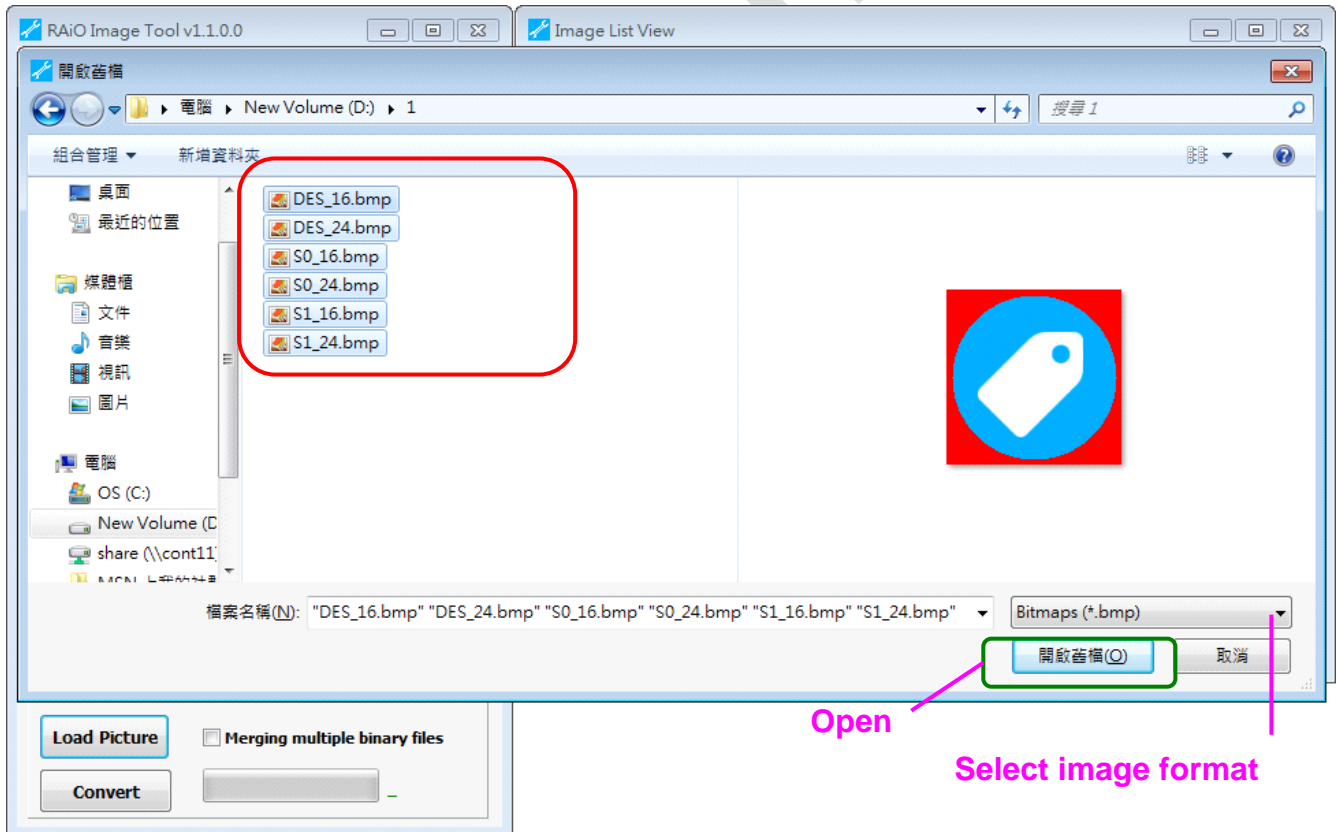 RAiO Image Tool v1.1.0.0
Image List View
開啟舊檔
電腦 ▸ New Volume (D:) ▸ 1
搜尋 1
組合管理
新增資料夾
桌面
最近的位置
媒體櫃
文件
音樂
視訊
圖片
電腦
OS (C:)
New Volume (D
share (\\cont11)
DES_16.bmp
DES_24.bmp
S0_16.bmp
S0_24.bmp
S1_16.bmp
S1_24.bmp
檔案名稱(N): "DES_16.bmp" "DES_24.bmp" "S0_16.bmp" "S0_24.bmp" "S1_16.bmp" "S1_24.bmp"
Bitmaps (*.bmp)
開啟舊檔(O)
取消
Open
Select image format
Load Picture
Merging multiple binary files
Convert